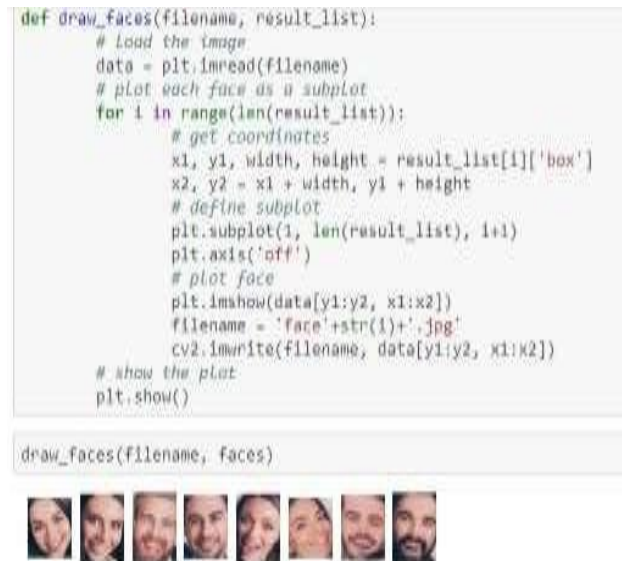 def draw_faces(filename, result_list):
# Load the image
data = plt.imread(filename)
# plot each face as a subplot
for i in range(len(result_list)):
# get coordinates
x1, y1, width, height = result_list[i]['box']
x2, y2 = x1 + width, y1 + height
# define subplot
plt.subplot(1, len(result_list), i+1)
plt.axis('off')
# plot face
plt.imshow(data[y1:y2, x1:x2])
filename = 'face'+str(i)+'.jpg'
cv2.imwrite(filename, data[y1:y2, x1:x2])
# show the plot
plt.show()
draw_faces(filename, faces)